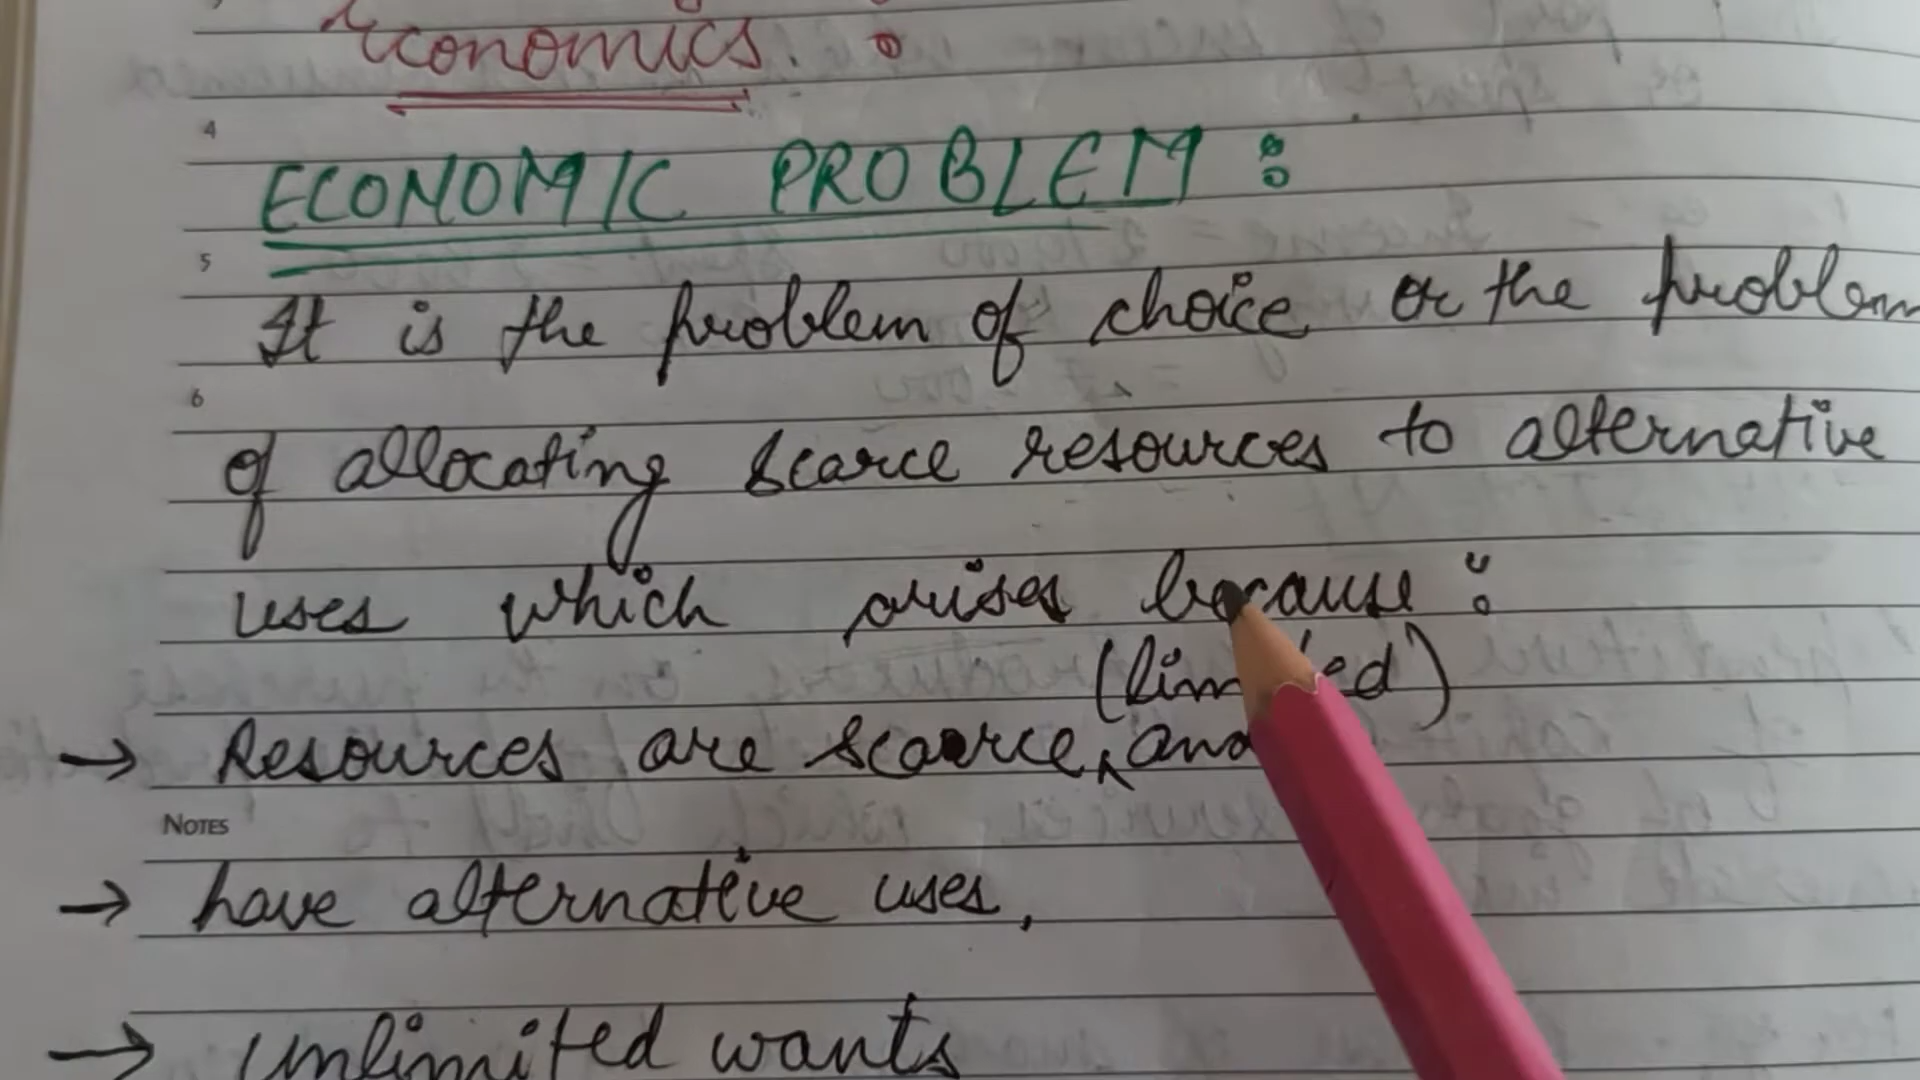 Economics :
4
ECONOMIC PROBLEM :
5
It is the problem of choice or the problem
6
of allocating scarce resources to alternative
uses which arises because :
(limited)
→ Resources are scarce, and
NOTES
→ have alternative uses,
→ Unlimited wants